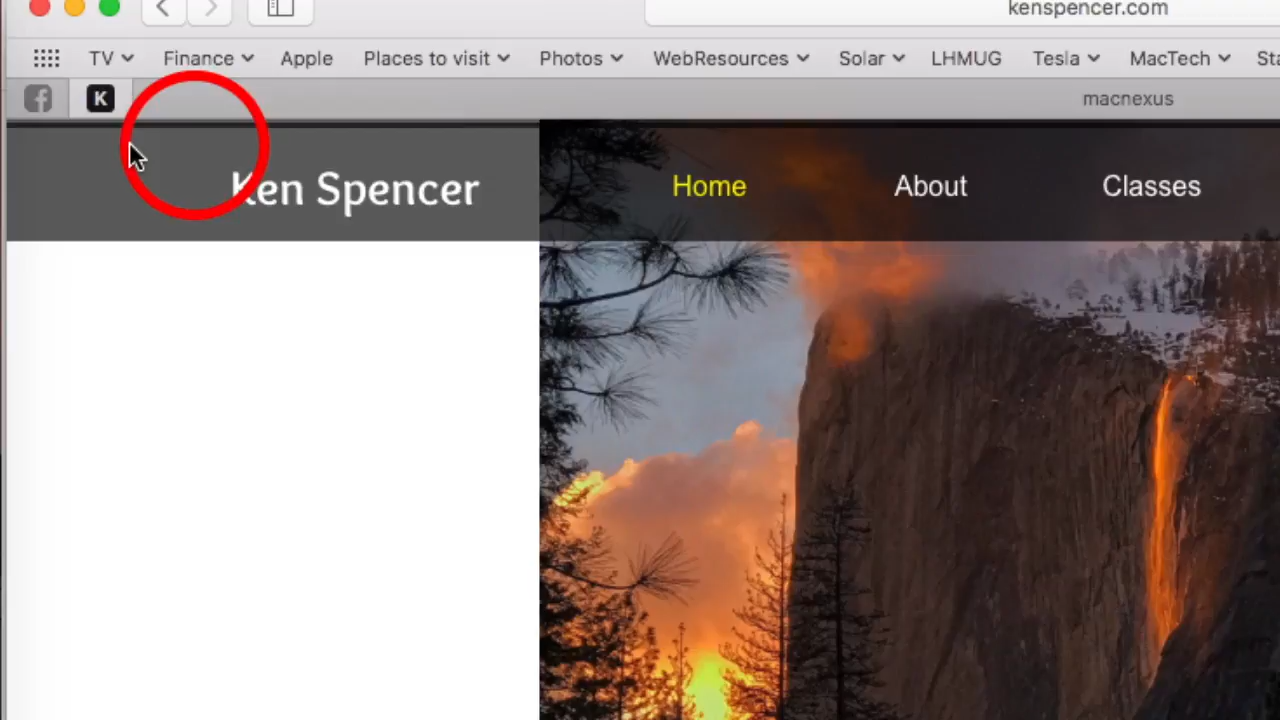 kenspencer.com
TV Finance Apple Places to visit Photos WebResources Solar LHMUG Tesla MacTech Sta
K macnexus
Ken Spencer Home About Classes